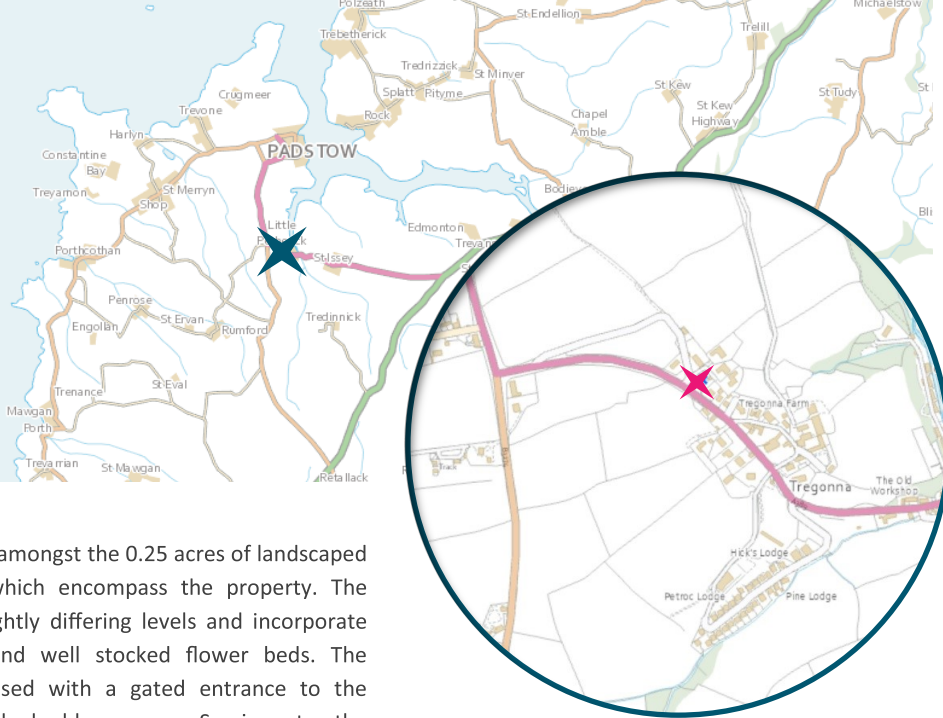 Polzeath
St Endellion
Michaelstow
Trebetherick
Trelill
Tredrizzick
St Minver
Splatt
Rityme
St Kew
St Tudy
Crugmeer
Trevone
Rock
Chapel
Amble
St Kew
Highway
Harlyn
PADSTOW
Constantine
Bay
Treyarnon
St Merryn
Shop
Little
Edmonton
Porthcothan
St Issey
Penrose
St Ervan
Engollan
Rumford
Tredinnick
Trenance
St Eval
Mawgan
Porth
Trevarrian
St Mawgan
Retallack
Tregonna Farm
Track
Tregonna
The Old
Workshop
Hick's Lodge
Petroc Lodge
Pine Lodge
amongst the 0.25 acres of landscaped
which encompass the property. The
ghtly differing levels and incorporate
nd well stocked flower beds. The
sed with a gated entrance to the